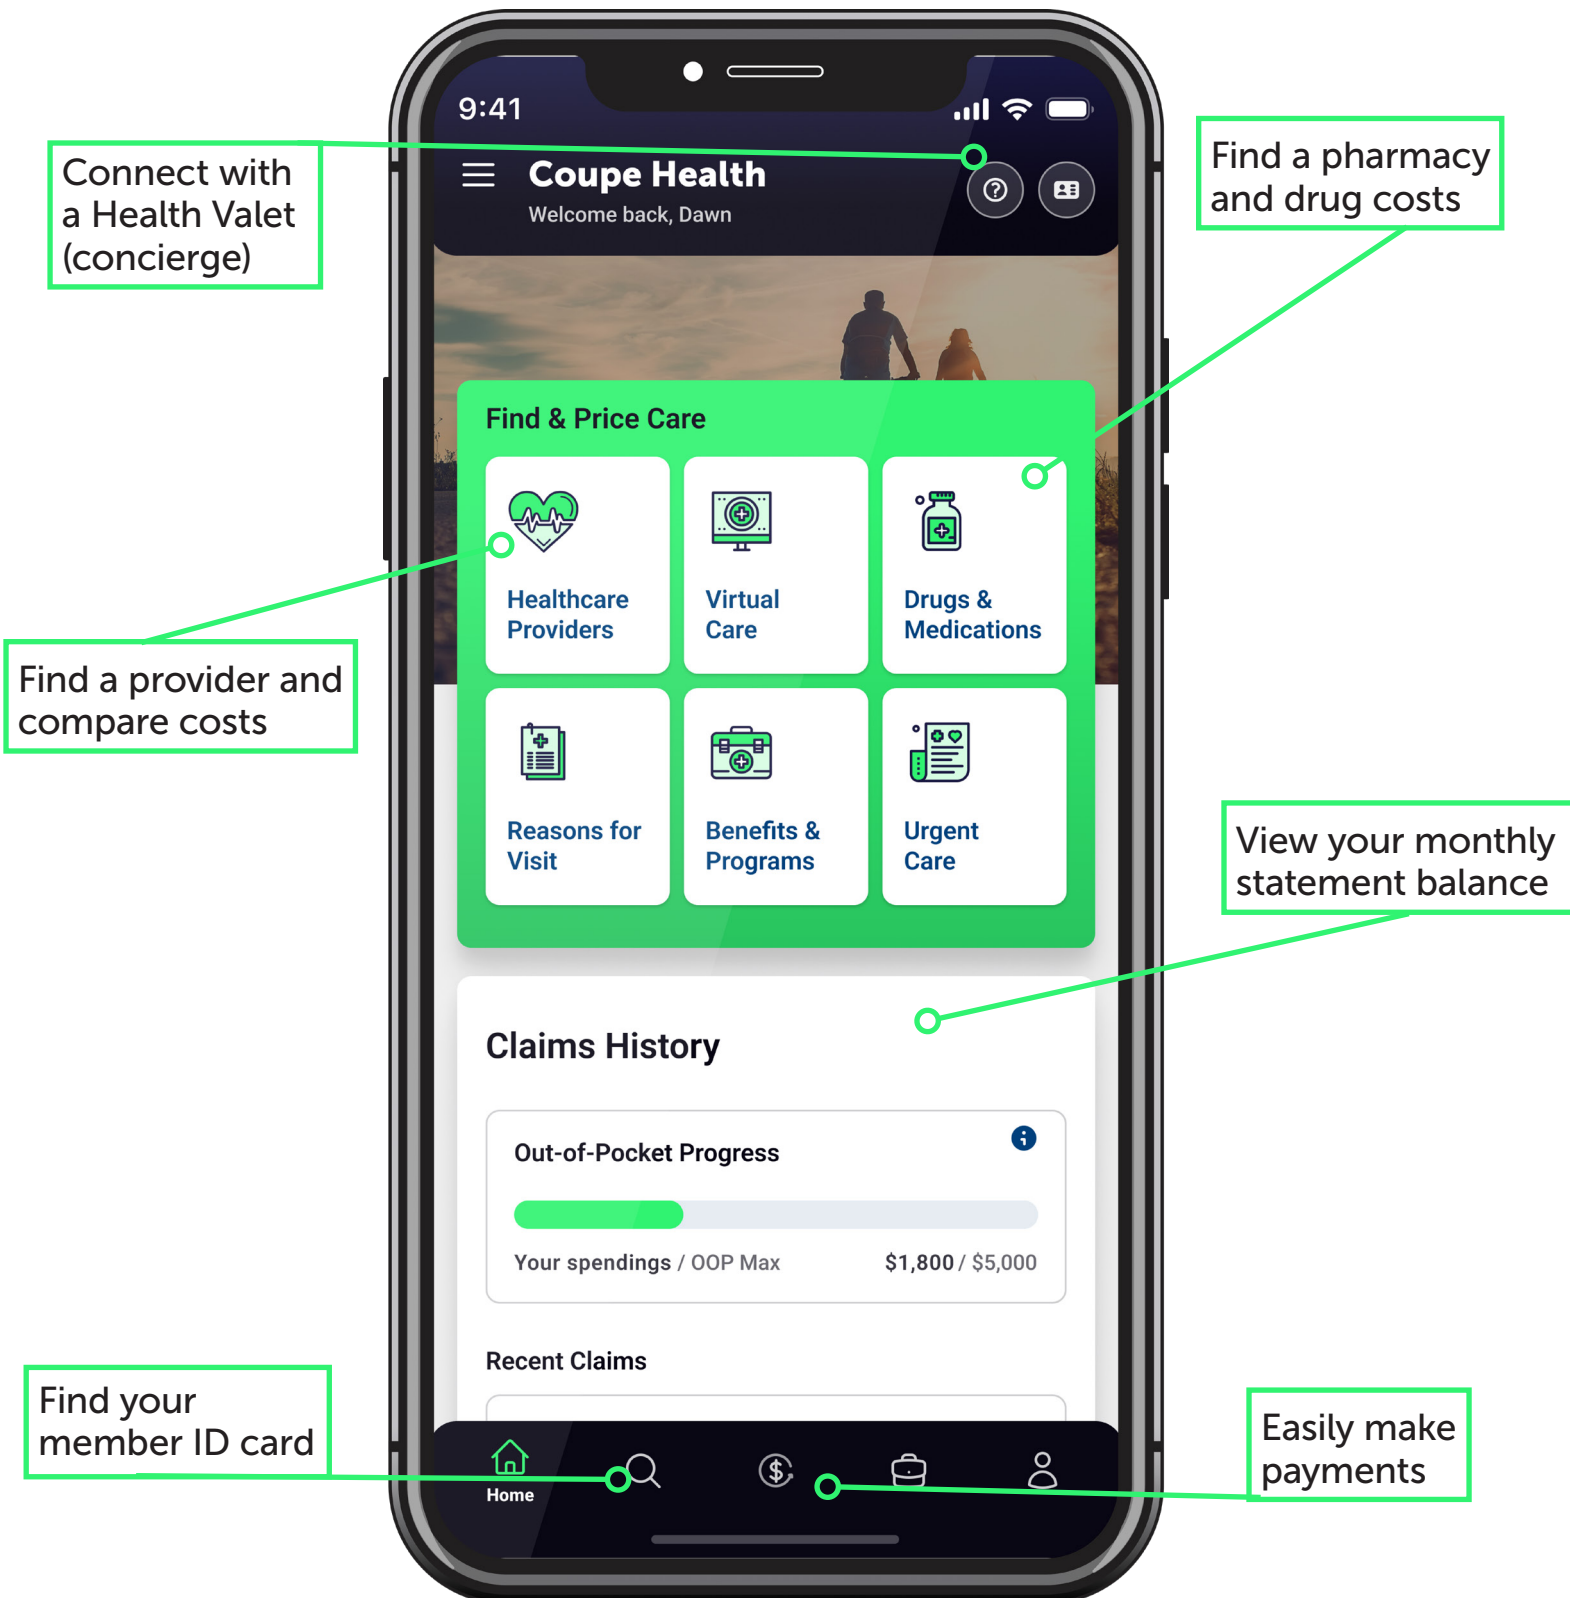 9:41
Coupe Health
Welcome back, Dawn
Connect with
a Health Valet
(concierge)
Find a pharmacy
and drug costs
Find & Price Care
Healthcare
Providers
Virtual
Care
Drugs &
Medications
Find a provider and
compare costs
Reasons for
Visit
Benefits &
Programs
Urgent
Care
View your monthly
statement balance
Claims History
Out-of-Pocket Progress
Your spendings / OOP Max
$1,800 / $5,000
Recent Claims
Find your
member ID card
Easily make
payments
Home